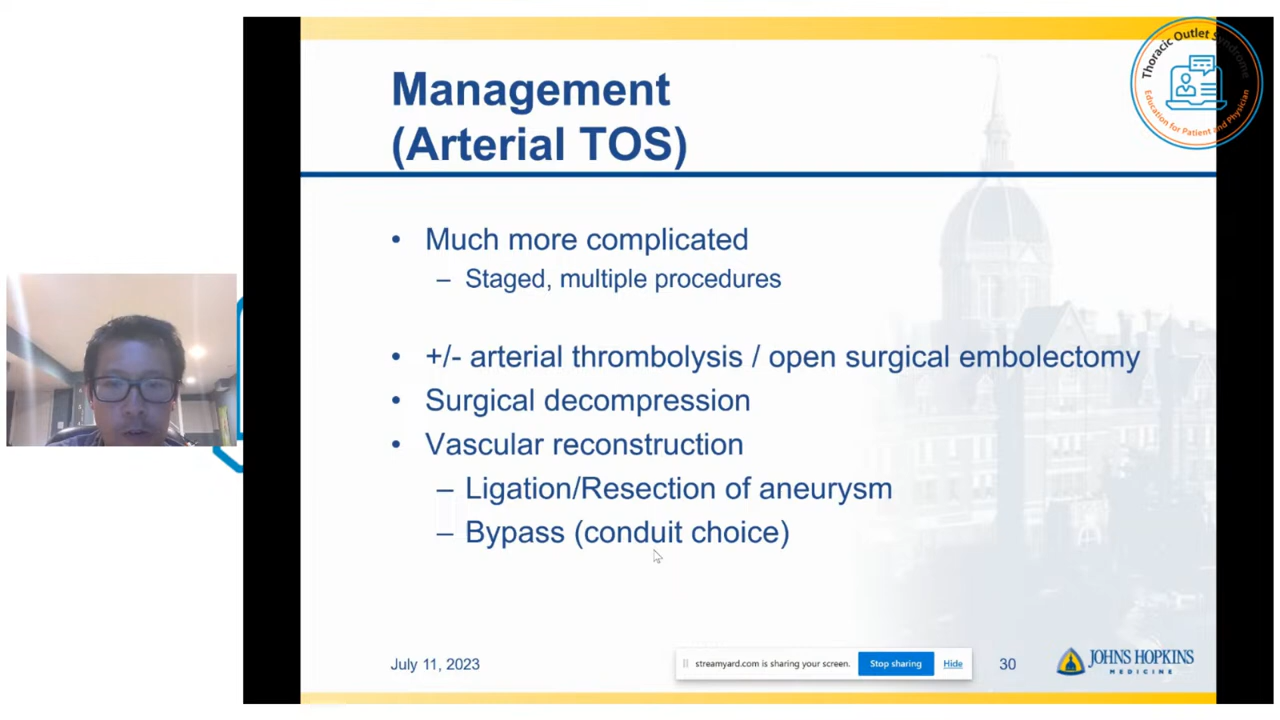 Management
(Arterial TOS)
Thoracic Outlet Syndrome
Education for Patient and Physician
• Much more complicated
– Staged, multiple procedures
• +/- arterial thrombolysis / open surgical embolectomy
• Surgical decompression
• Vascular reconstruction
– Ligation/Resection of aneurysm
– Bypass (conduit choice)
July 11, 2023
streamyard.com is sharing your screen. Stop sharing Hide
30
JOHNS HOPKINS
MEDICINE